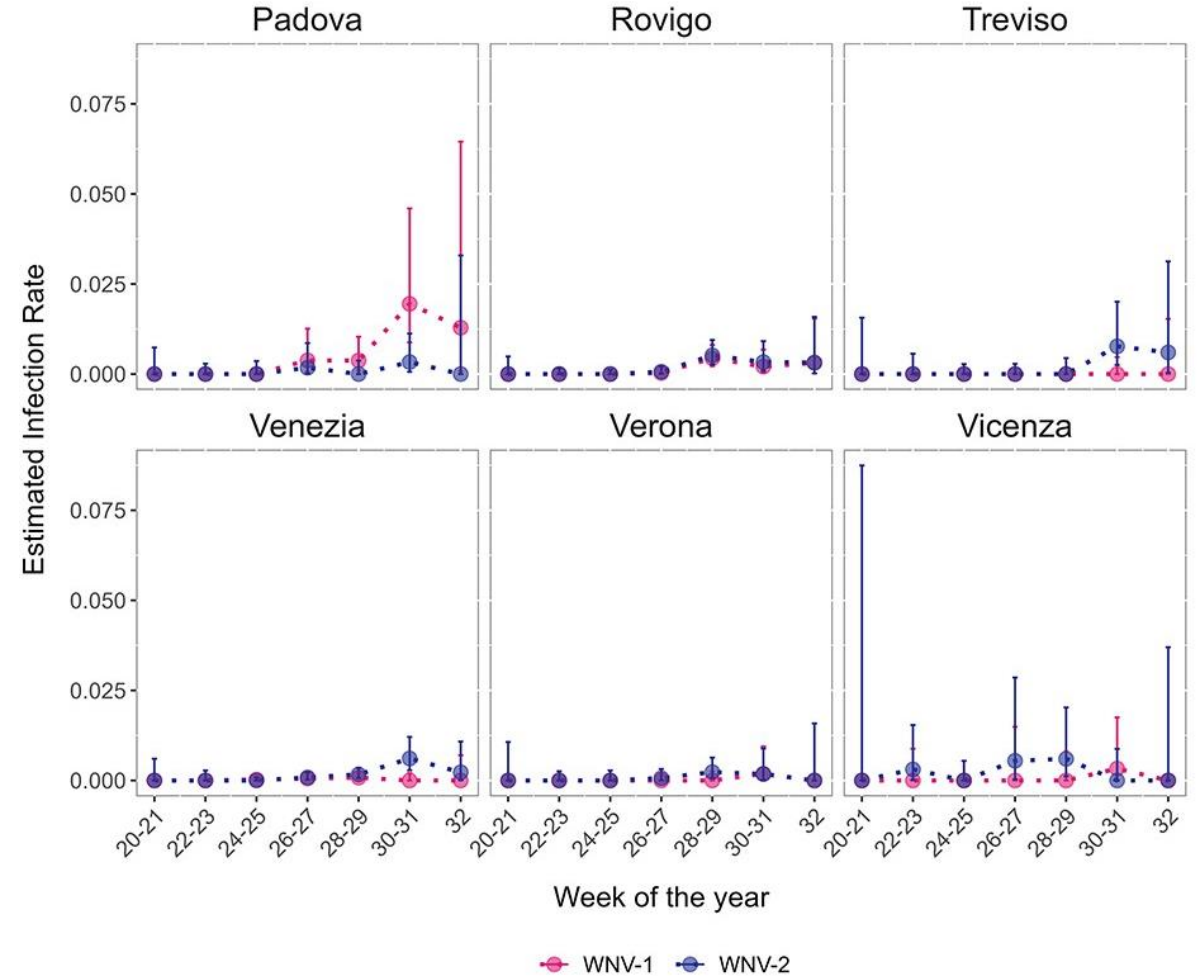 Padova Rovigo Treviso
0.075
0.050
0.025
0.000
Venezia Verona Vicenza
0.075
0.050
0.025
0.000
Estimated Infection Rate
20-21 22-23 24-25 26-27 28-29 30-31 32 20-21 22-23 24-25 26-27 28-29 30-31 32 20-21 22-23 24-25 26-27 28-29 30-31 32
Week of the year
WNV-1 WNV-2